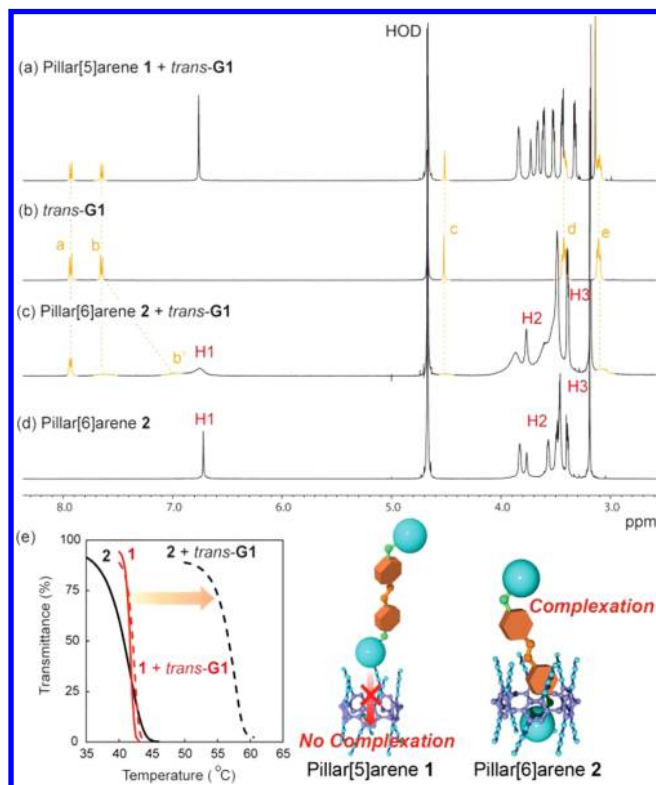 HOD
(a) Pillar[5]arene 1 + trans-G1
(b) trans-G1
a
b
c
d
e
(c) Pillar[6]arene 2 + trans-G1
b'
H1
H2
H3
(d) Pillar[6]arene 2
H1
H2
H3
8.0 7.0 6.0 5.0 4.0 3.0
ppm
(e)
Transmittance (%)
100
75
50
25
0
2
1
2 + trans-G1
1 + trans-G1
35 40 45 50 55 60 65
Temperature (°C)
No Complexation
Pillar[5]arene 1
Complexation
Pillar[6]arene 2